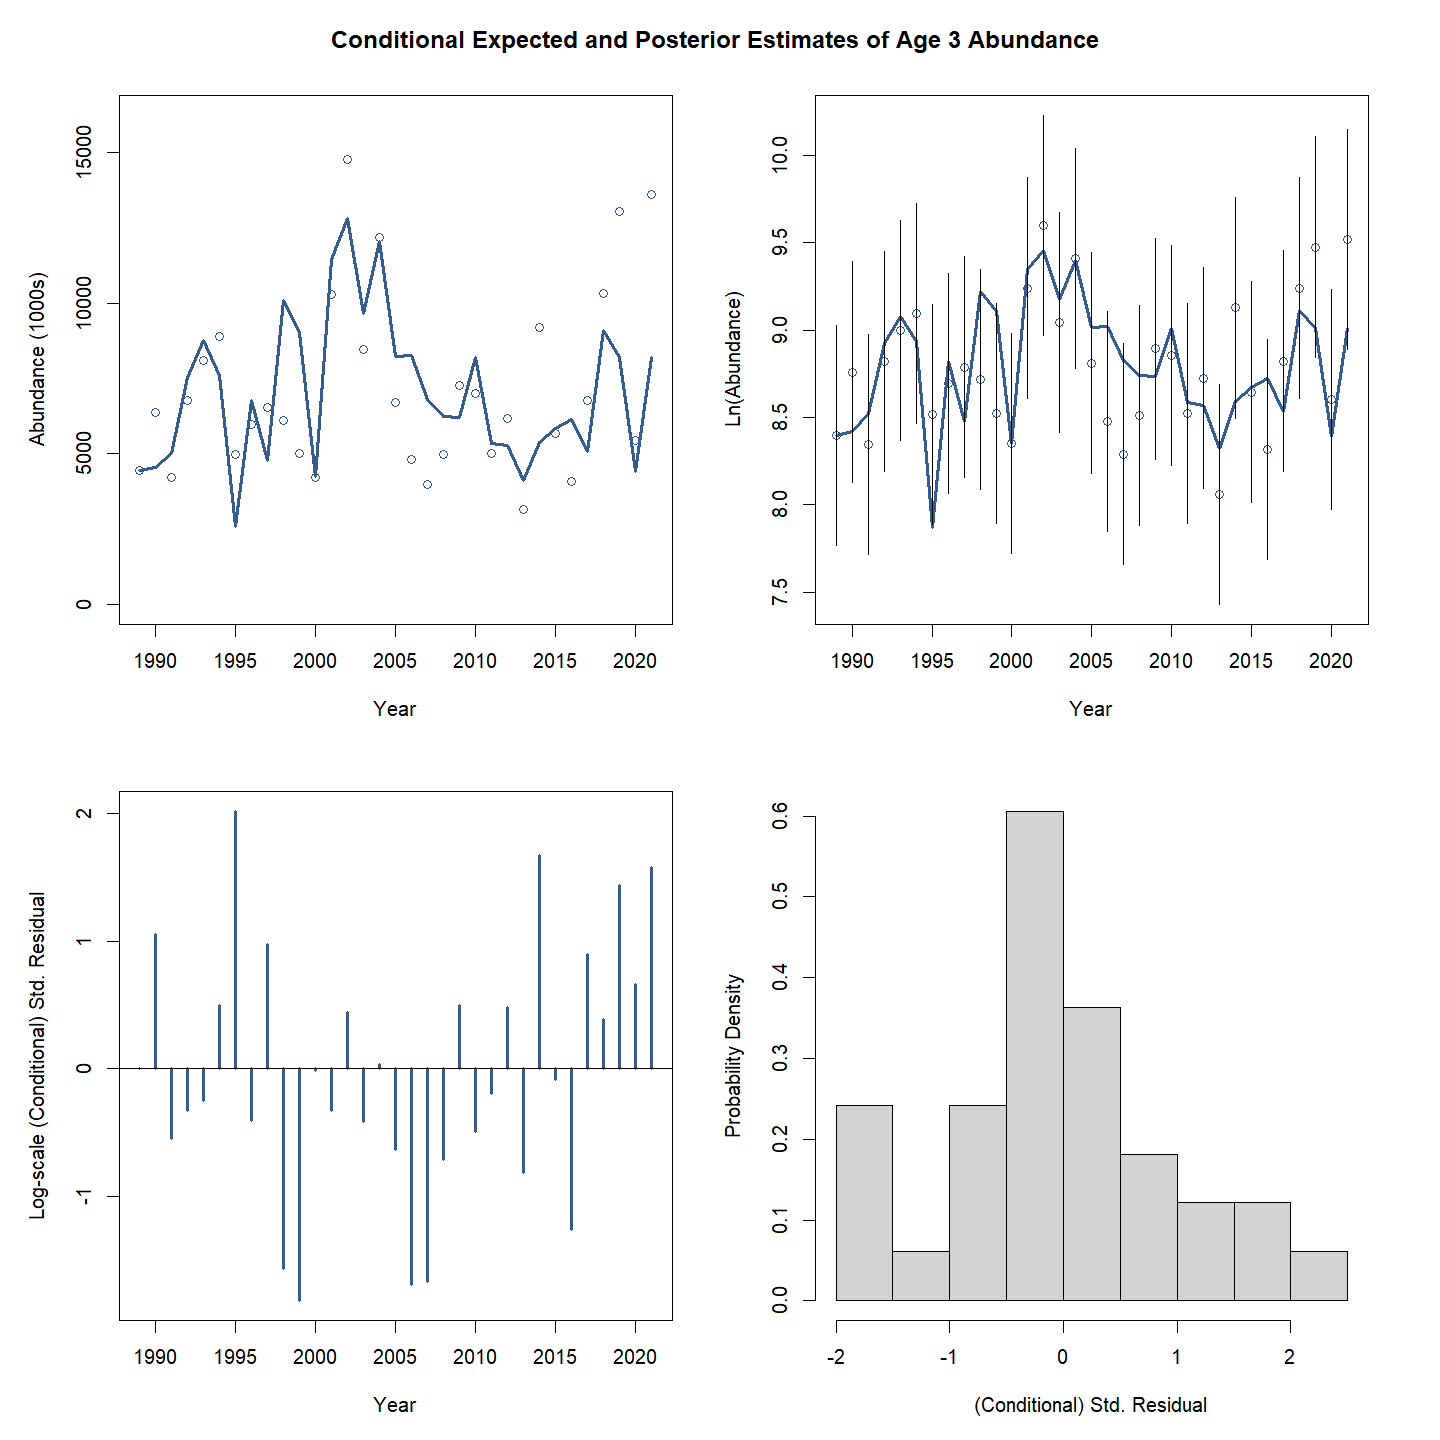 Conditional Expected and Posterior Estimates of Age 3 Abundance
Abundance (1000s)
15000
10000
5000
0
1990 1995 2000 2005 2010 2015 2020
Year
Ln(Abundance)
10.0
9.5
9.0
8.5
8.0
7.5
1990 1995 2000 2005 2010 2015 2020
Year
Log-scale (Conditional) Std. Residual
2
1
0
-1
1990 1995 2000 2005 2010 2015 2020
Year
Probability Density
0.6
0.5
0.4
0.3
0.2
0.1
0.0
-2 -1 0 1 2
(Conditional) Std. Residual